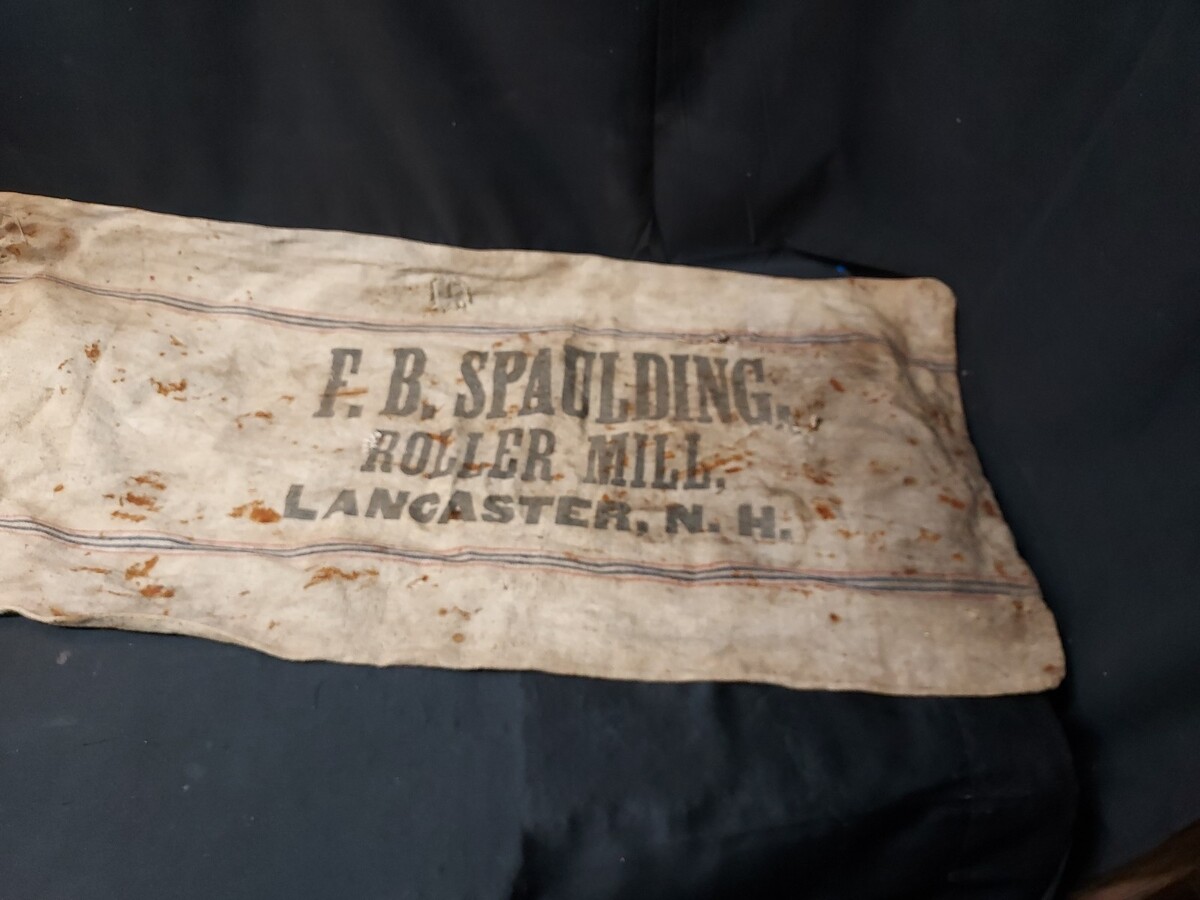 F. B. SPAULDING,
ROLLER MILL,
LANCASTER, N. H.